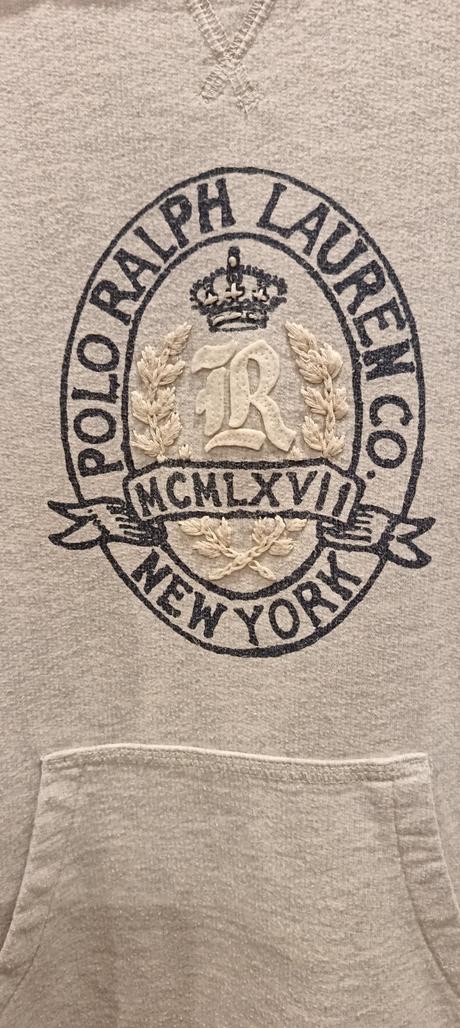 POLO RALPH LAUREN CO.
R
MCMLXVII
NEW YORK